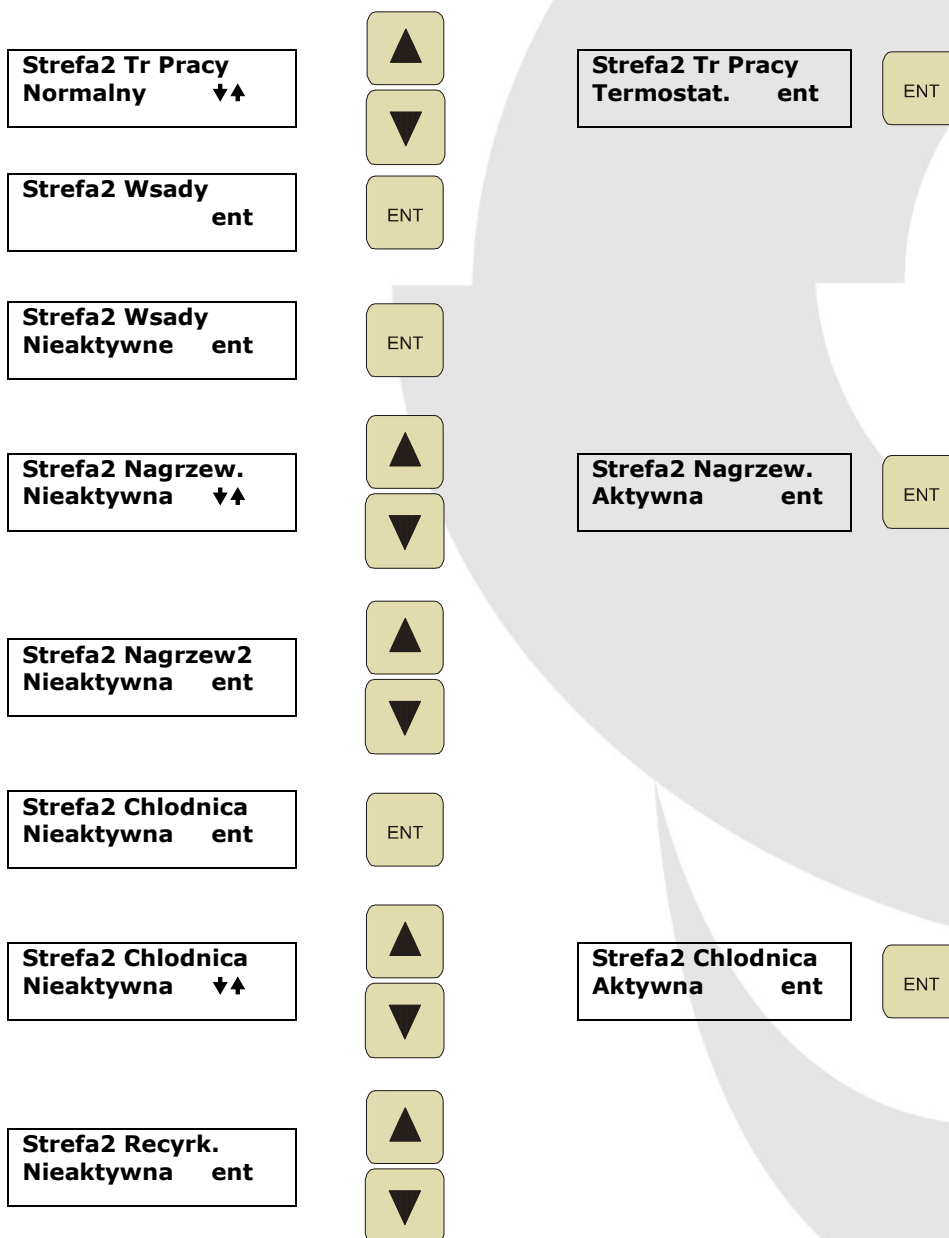 Strefa2 Tr Pracy
Normalny
Strefa2 Tr Pracy
Termostat. ent
ENT
Strefa2 Wsady
ent
ENT
Strefa2 Wsady
Nieaktywne ent
ENT
Strefa2 Nagrzew.
Nieaktywna
Strefa2 Nagrzew.
Aktywna ent
ENT
Strefa2 Nagrzew2
Nieaktywna ent
Strefa2 Chlodnica
Nieaktywna ent
ENT
Strefa2 Chlodnica
Nieaktywna
Strefa2 Chlodnica
Aktywna ent
ENT
Strefa2 Recyrk.
Nieaktywna ent